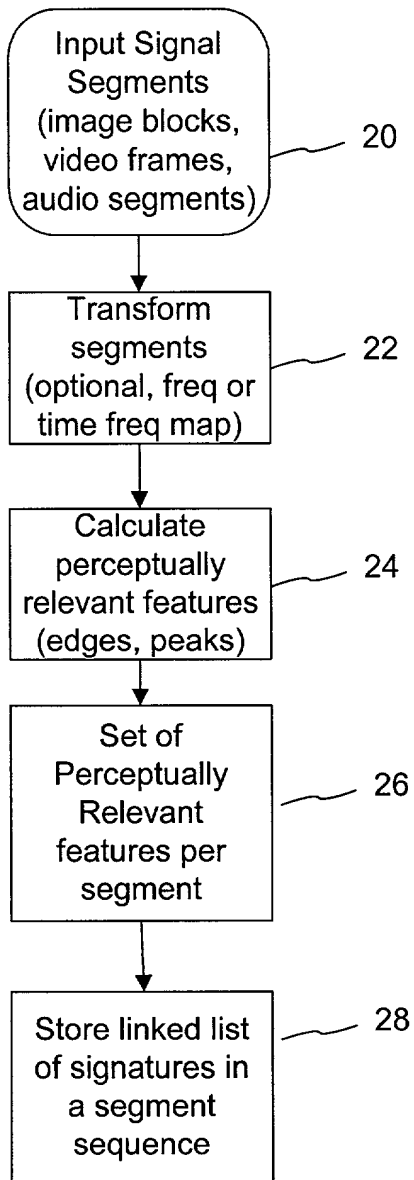 Input Signal
Segments
(image blocks,
video frames,
audio segments)
20
Transform
segments
(optional, freq or
time freq map)
22
Calculate
perceptually
relevant features
(edges, peaks)
24
Set of
Perceptually
Relevant
features per
segment
26
Store linked list
of signatures in
a segment
sequence
28